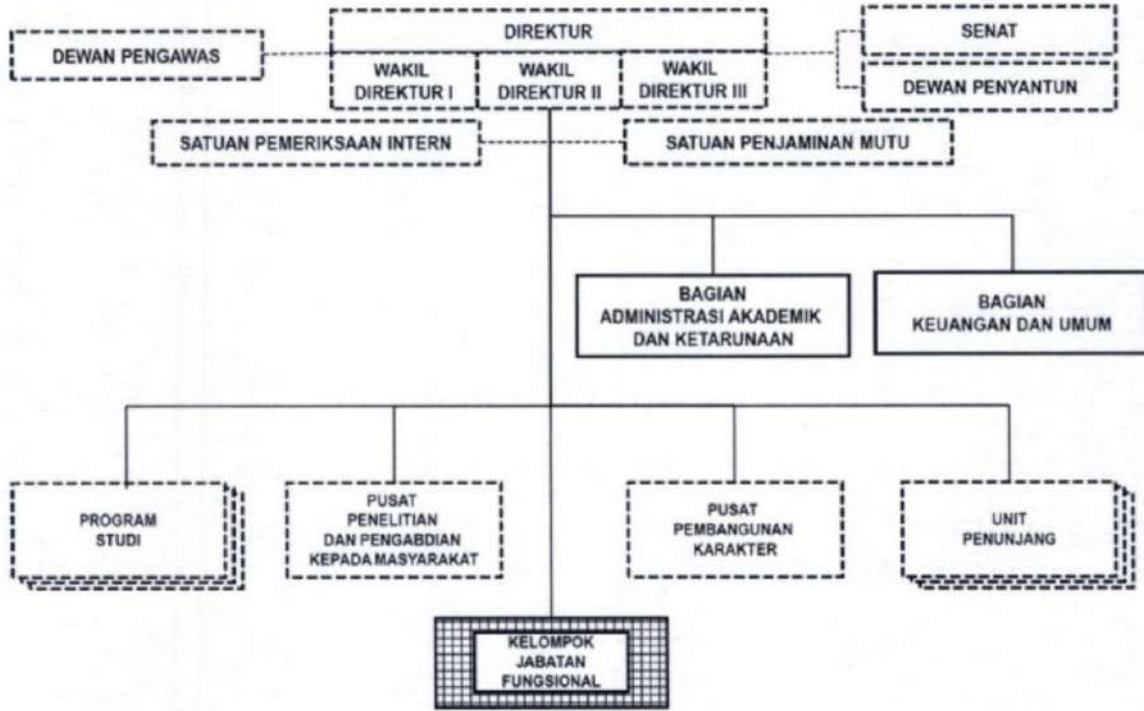 DIREKTUR
SENAT
DEWAN PENGAWAS
WAKIL
DIREKTUR I
WAKIL
DIREKTUR II
WAKIL
DIREKTUR III
DEWAN PENYANTUN
SATUAN PEMERIKSAAN INTERN
SATUAN PENJAMINAN MUTU
BAGIAN
ADMINISTRASI AKADEMIK
DAN KETARUNAAN
BAGIAN
KEUANGAN DAN UMUM
PROGRAM
STUDI
PUSAT
PENELITIAN
DAN PENGABDIAN
KEPADA MASYARAKAT
PUSAT
PEMBANGUNAN
KARAKTER
UNIT
PENUNJANG
KELOMPOK
JABATAN
FUNGSIONAL